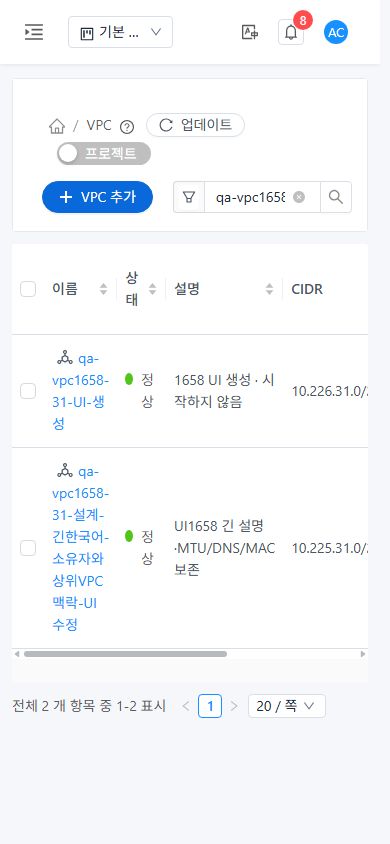 기본 ...
8
AC
/ VPC
업데이트
프로젝트
VPC 추가
qa-vpc1658
이름
상태
설명
CIDR
qa-
vpc1658-
31-UI-생
성
정상
1658 UI 생성 · 시
작하지 않음
10.226.31.0/
qa-
vpc1658-
31-설계-
긴한국어-
소유자와
상위VPC
맥락-UI
수정
정상
UI1658 긴 설명
·MTU/DNS/MAC
보존
10.225.31.0/
전체 2 개 항목 중 1-2 표시
1
20 / 쪽